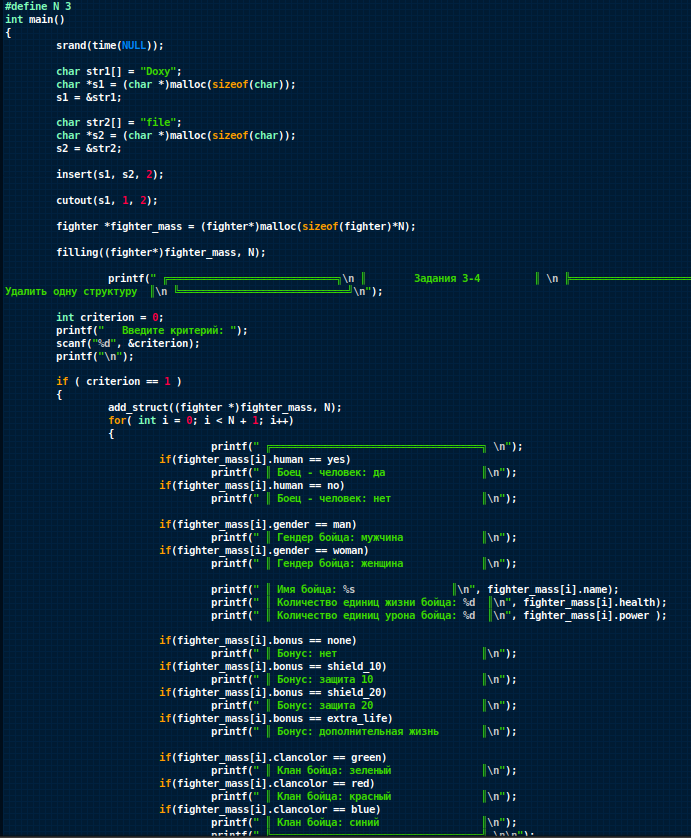 #define N 3
int main()
{
srand(time(NULL));
char str1[] = "Doxy";
char *s1 = (char *)malloc(sizeof(char));
s1 = &str1;
char str2[] = "file";
char *s2 = (char *)malloc(sizeof(char));
s2 = &str2;
insert(s1, s2, 2);
cutout(s1, 1, 2);
fighter *fighter_mass = (fighter*)malloc(sizeof(fighter)*N);
filling((fighter*)fighter_mass, N);
printf(" ╔════════════════════════════╗\n ║        Задания 3-4         ║ \n ╠════════════════════
Удалить одну структуру  ║\n ╚════════════════════════════╝\n");
int criterion = 0;
printf("   Введите критерий: ");
scanf("%d", &criterion);
printf("\n");
if ( criterion == 1 )
{
add_struct((fighter *)fighter_mass, N);
for( int i = 0; i < N + 1; i++)
{
printf(" ╔═══════════════════════════════════╗ \n");
if(fighter_mass[i].human == yes)
printf(" ║ Боец - человек: да                ║\n");
if(fighter_mass[i].human == no)
printf(" ║ Боец - человек: нет               ║\n");
if(fighter_mass[i].gender == man)
printf(" ║ Гендер бойца: мужчина             ║\n");
if(fighter_mass[i].gender == woman)
printf(" ║ Гендер бойца: женщина             ║\n");
printf(" ║ Имя бойца: %s                ║\n", fighter_mass[i].name);
printf(" ║ Количество единиц жизни бойца: %d  ║\n", fighter_mass[i].health);
printf(" ║ Количество единиц урона бойца: %d  ║\n", fighter_mass[i].power );
if(fighter_mass[i].bonus == none)
printf(" ║ Бонус: нет                        ║\n");
if(fighter_mass[i].bonus == shield_10)
printf(" ║ Бонус: защита 10                  ║\n");
if(fighter_mass[i].bonus == shield_20)
printf(" ║ Бонус: защита 20                  ║\n");
if(fighter_mass[i].bonus == extra_life)
printf(" ║ Бонус: дополнительная жизнь       ║\n");
if(fighter_mass[i].clancolor == green)
printf(" ║ Клан бойца: зеленый               ║\n");
if(fighter_mass[i].clancolor == red)
printf(" ║ Клан бойца: красный               ║\n");
if(fighter_mass[i].clancolor == blue)
printf(" ║ Клан бойца: синий                 ║\n");
printf(" ╚═══════════════════════════════════╝ \n\n");